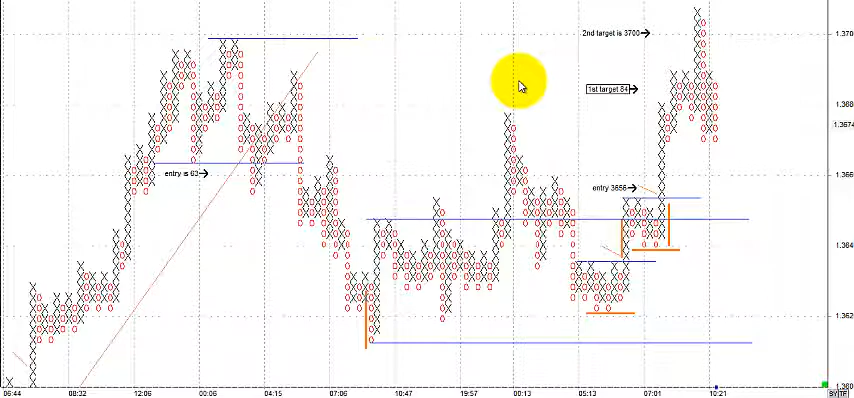 2nd target is 3700
1.370
1st target 84
1.368
1.3674
1.366
entry is 63
entry 3656
1.364
1.362
06:44 08:32 12:06 00:06 04:15 07:06 10:47 19:57 00:13 05:13 07:01 10:21
SY TF